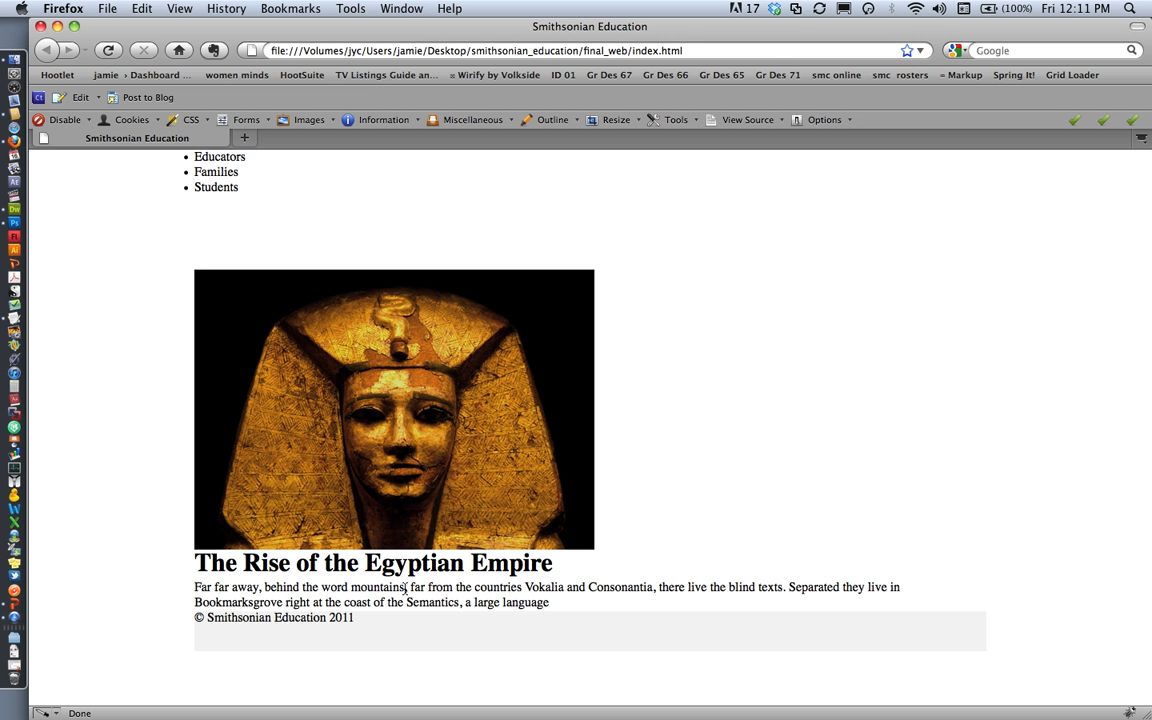 Firefox File Edit View History Bookmarks Tools Window Help 17 (100%) Fri 12:11 PM
Smithsonian Education
file:///Volumes/jyc/Users/jamie/Desktop/smithsonian_education/final_web/index.html Google
Hootlet jamie › Dashboard ... women minds HootSuite TV Listings Guide an... Wirify by Volkside ID 01 Gr Des 67 Gr Des 66 Gr Des 65 Gr Des 71 smc online smc rosters = Markup Spring It! Grid Loader
Ct Edit Post to Blog
Disable Cookies CSS Forms Images Information Miscellaneous Outline Resize Tools View Source Options
Smithsonian Education
Educators
Families
Students
The Rise of the Egyptian Empire
Far far away, behind the word mountains, far from the countries Vokalia and Consonantia, there live the blind texts. Separated they live in
Bookmarksgrove right at the coast of the Semantics, a large language
© Smithsonian Education 2011
Done